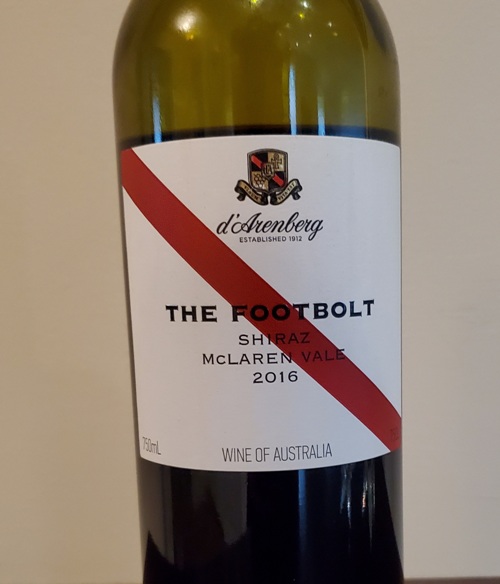 d'Arenberg
ESTABLISHED 1912
THE FOOTBOLT
SHIRAZ
McLAREN VALE
2016
750mL
WINE OF AUSTRALIA